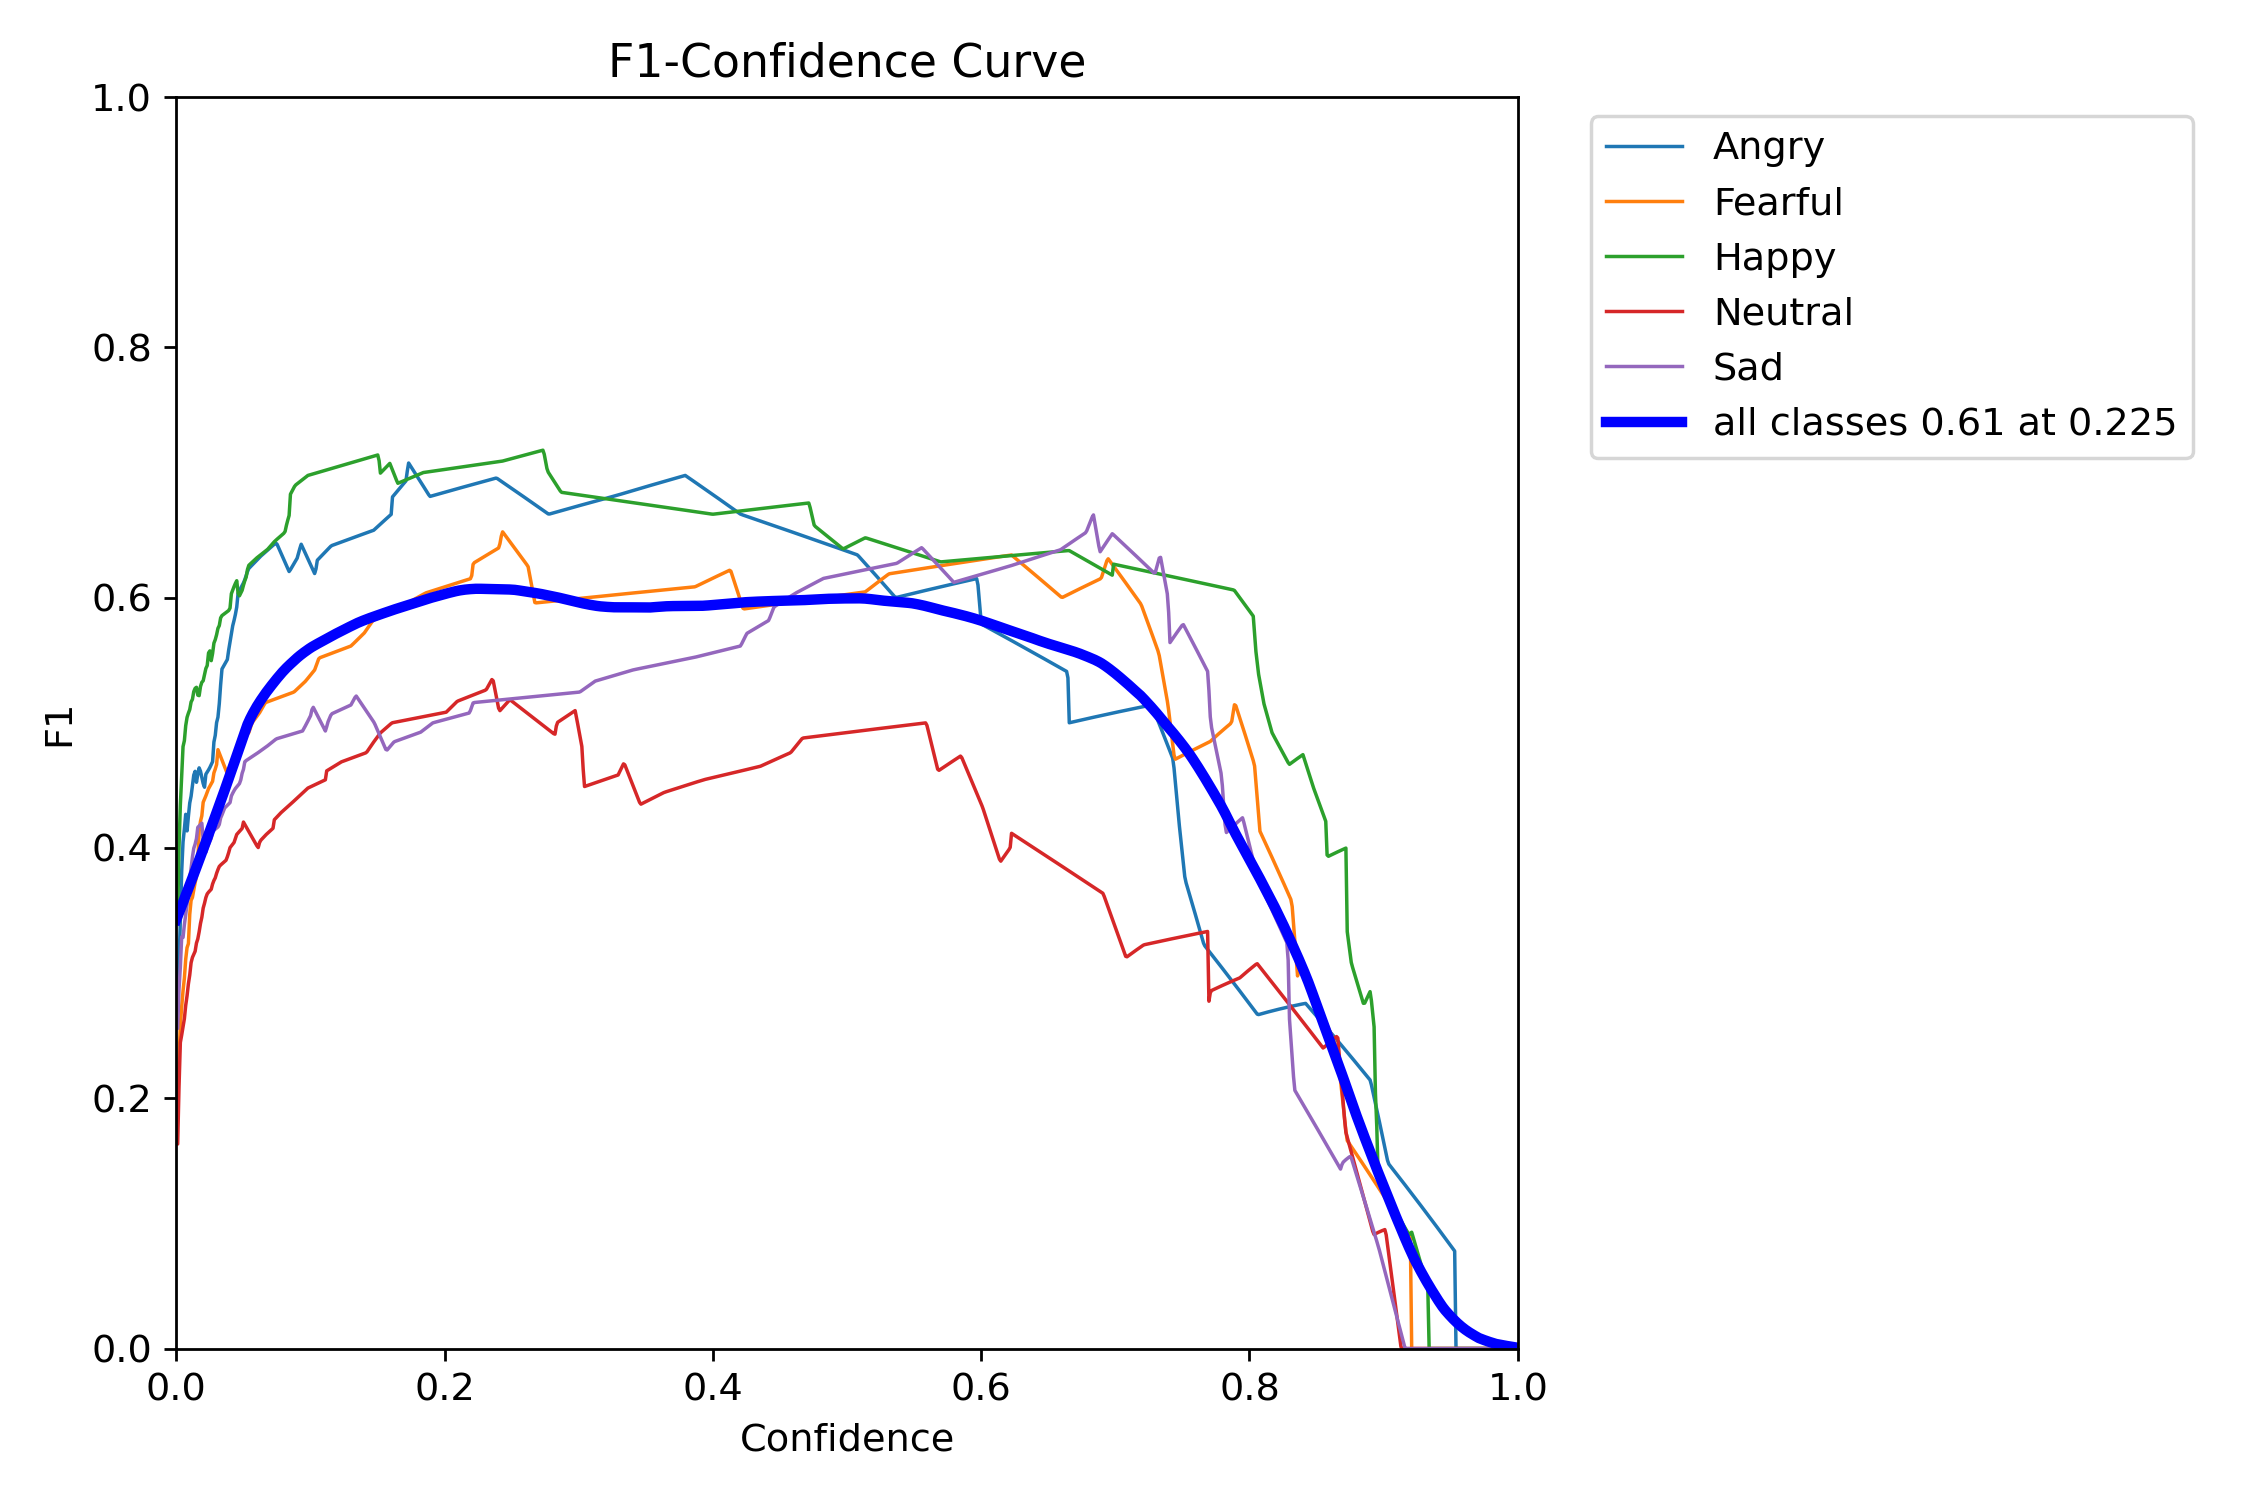 F1-Confidence Curve
1.0
0.8
0.6
0.4
0.2
0.0
F1
0.0 0.2 0.4 0.6 0.8 1.0
Confidence
Angry
Fearful
Happy
Neutral
Sad
all classes 0.61 at 0.225